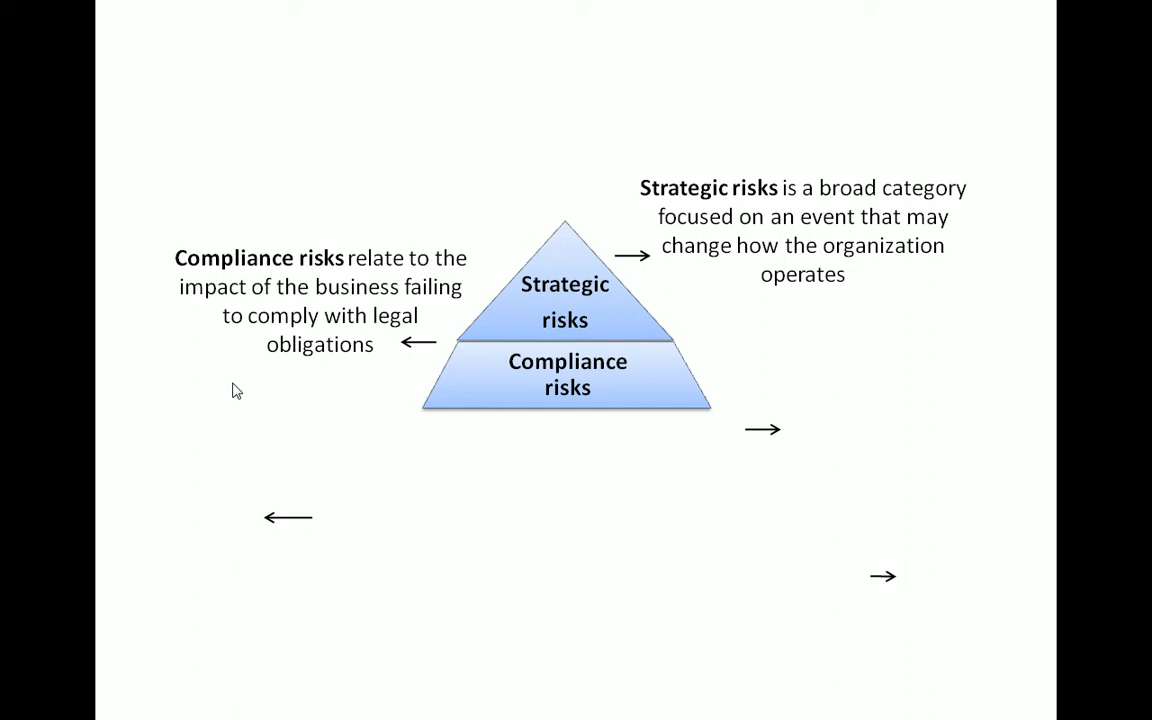 Strategic risks is a broad category
focused on an event that may
change how the organization
operates
Compliance risks relate to the
impact of the business failing
to comply with legal
obligations
Strategic
risks
Compliance
risks